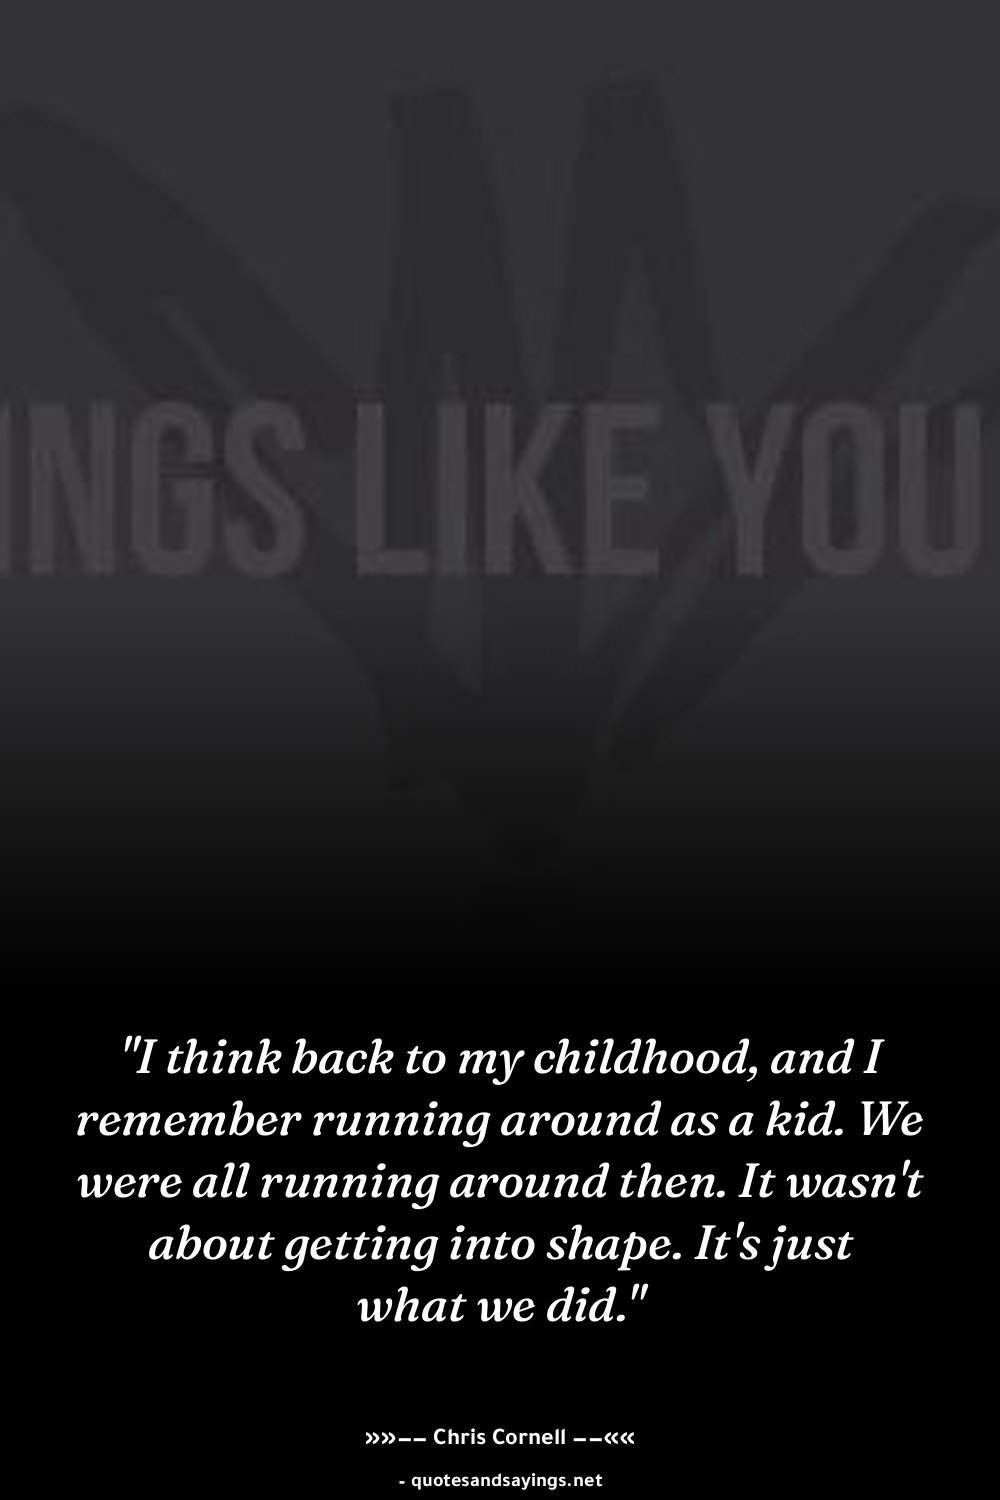 INGS LIKE YOU
"I think back to my childhood, and I
remember running around as a kid. We
were all running around then. It wasn't
about getting into shape. It's just
what we did."
»»–– Chris Cornell ––««
- quotesandsayings.net